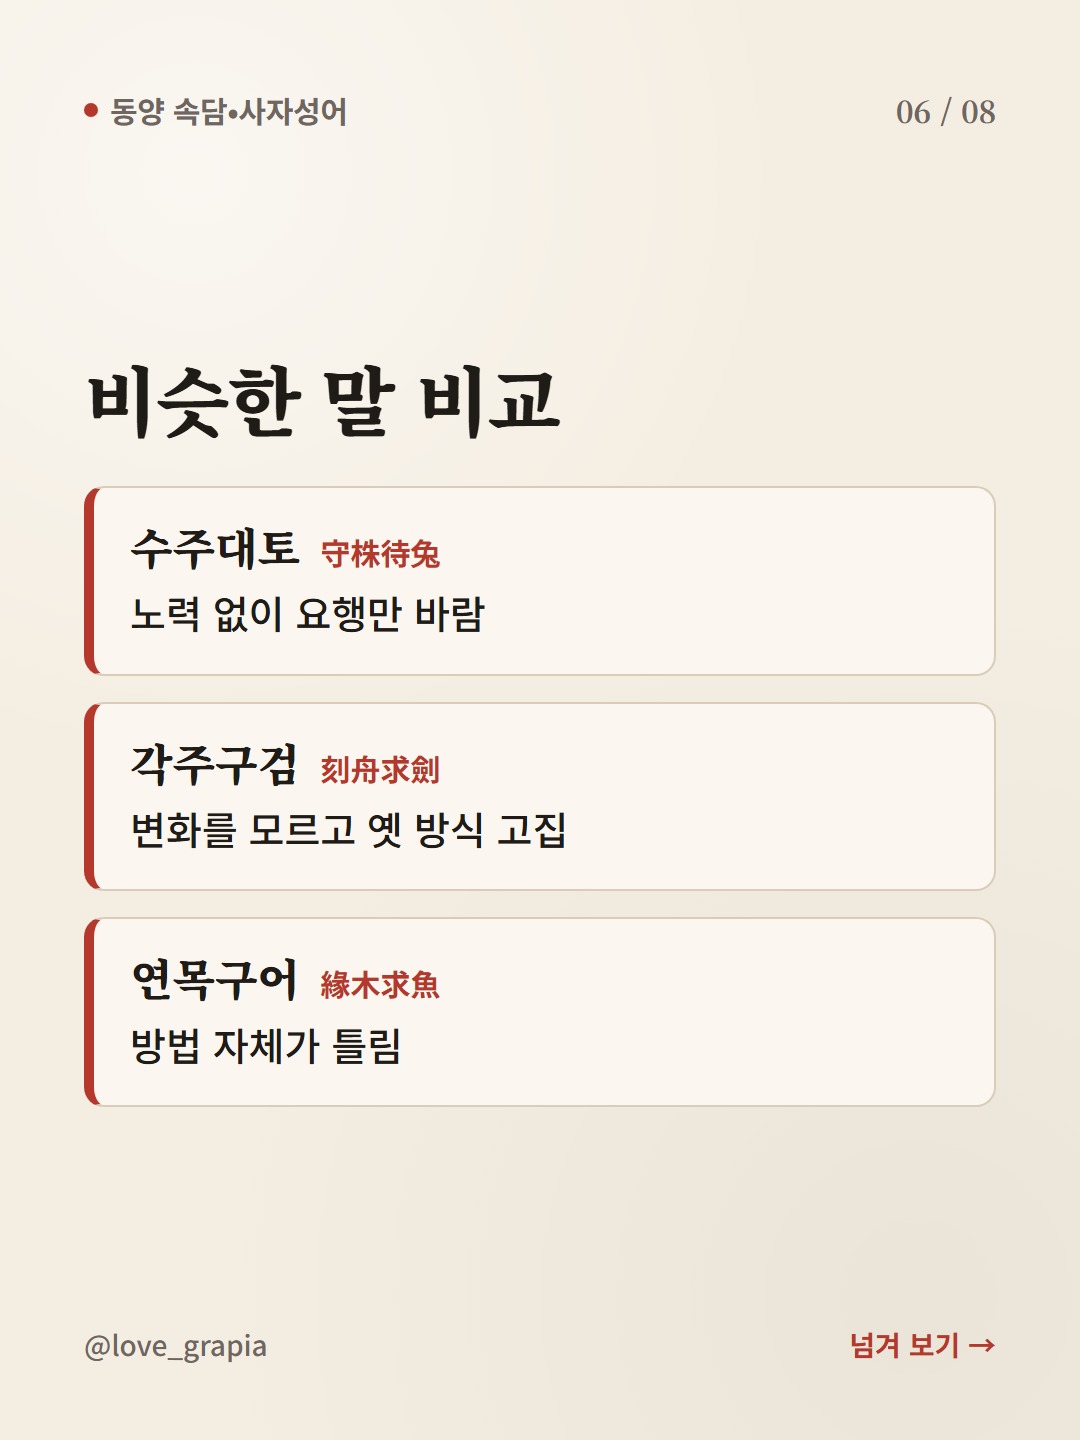 동양 속담•사자성어
06 / 08
비슷한 말 비교
수주대토 守株待兔
노력 없이 요행만 바람
각주구검 刻舟求劍
변화를 모르고 옛 방식 고집
연목구어 緣木求魚
방법 자체가 틀림
@love_grapia
넘겨 보기 →